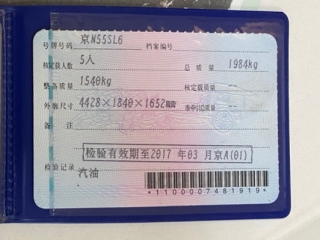 号牌号码 京N55SL6 档案编号
核定载人数 5人 总质量 1984kg
整备质量 1540kg 核定载质量 --
外廓尺寸 4428×1840×1652mm 准牵引总质量 --
备注
检验有效期至2017年03月京A(01)
检验记录 汽油
*1100007481919*